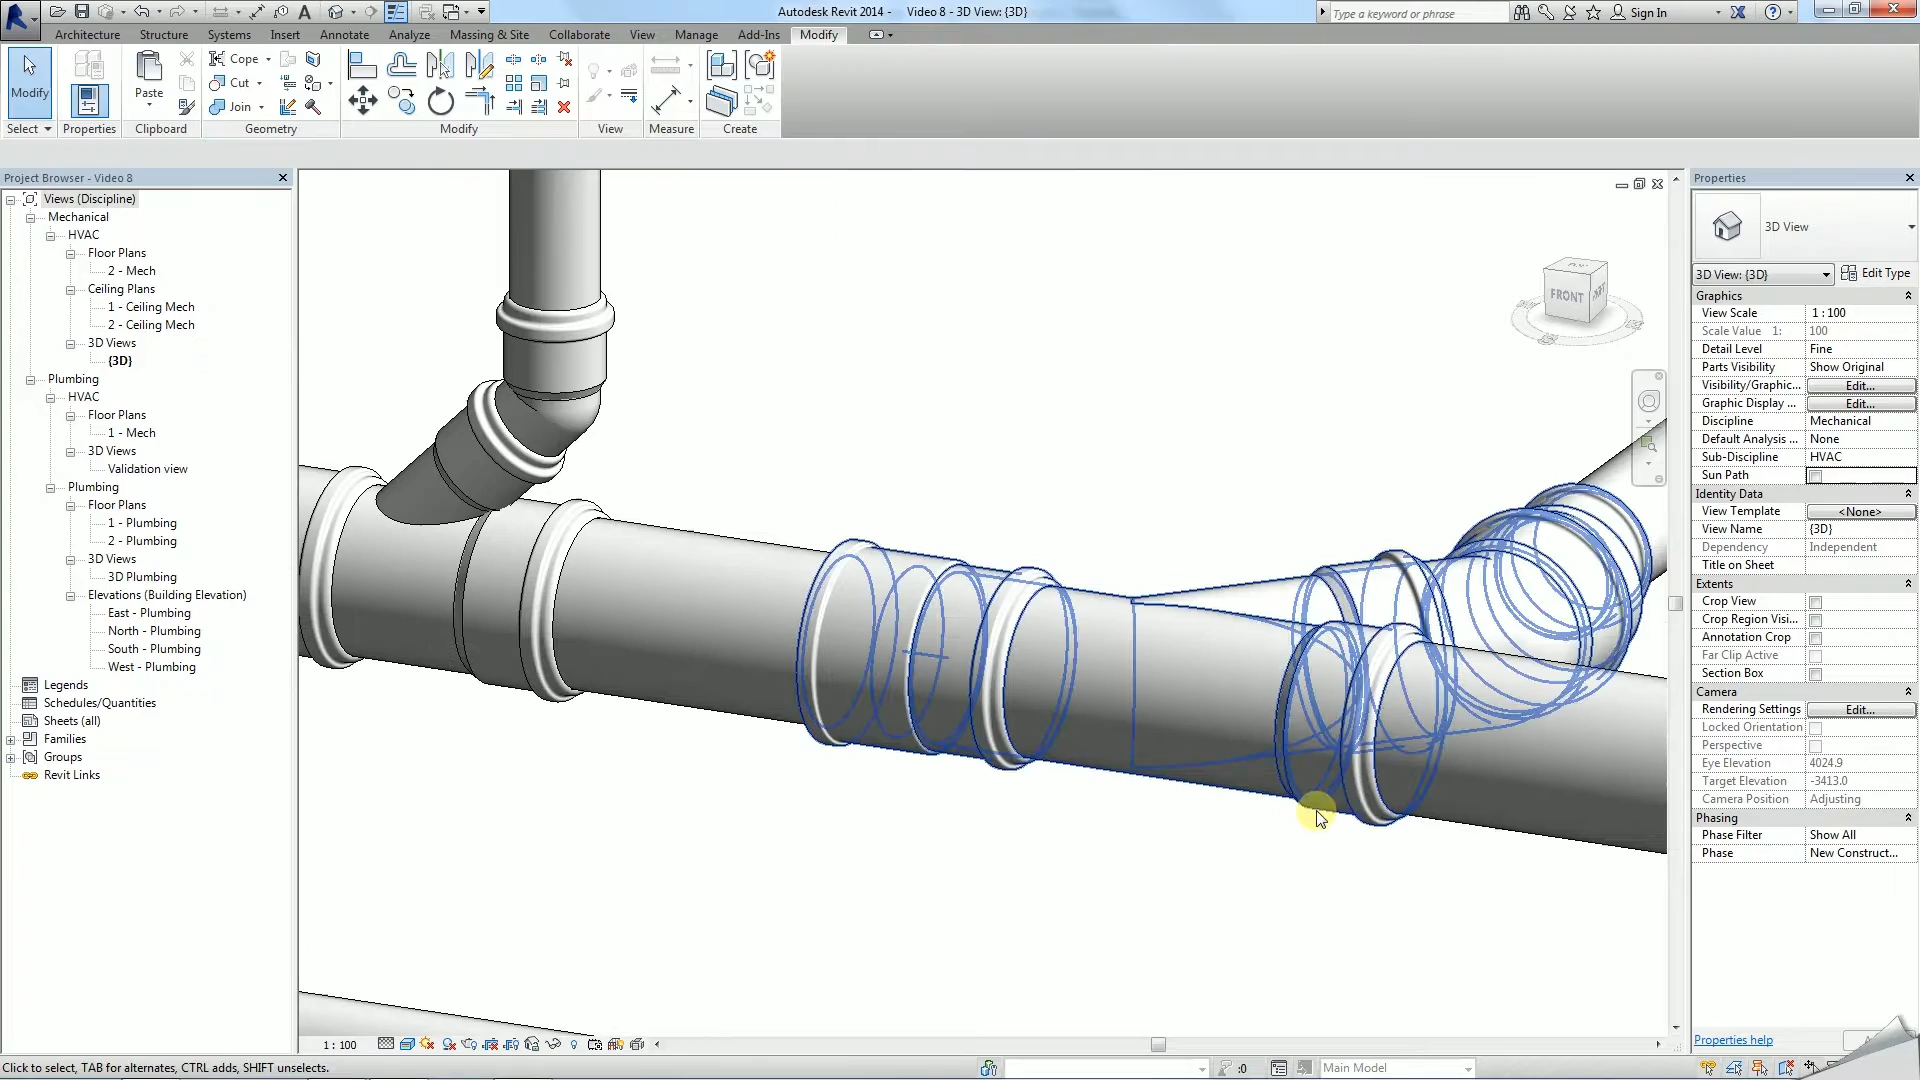 Autodesk Revit 2014 - Video 8 - 3D View: {3D}
Type a keyword or phrase
Sign In
Architecture
Structure
Systems
Insert
Annotate
Analyze
Massing & Site
Collaborate
View
Manage
Add-Ins
Modify
Modify
Paste
Cope
Cut
Join
Select
Properties
Clipboard
Geometry
Modify
View
Measure
Create
Project Browser - Video 8
Views (Discipline)
Mechanical
HVAC
Floor Plans
2 - Mech
Ceiling Plans
1 - Ceiling Mech
2 - Ceiling Mech
3D Views
{3D}
Plumbing
HVAC
Floor Plans
1 - Mech
3D Views
Validation view
Plumbing
Floor Plans
1 - Plumbing
2 - Plumbing
3D Views
3D Plumbing
Elevations (Building Elevation)
East - Plumbing
North - Plumbing
South - Plumbing
West - Plumbing
Legends
Schedules/Quantities
Sheets (all)
Families
Groups
Revit Links
FRONT
Properties
3D View
3D View: {3D}
Edit Type
Graphics
View Scale 1 : 100
Scale Value 1: 100
Detail Level Fine
Parts Visibility Show Original
Visibility/Graphic... Edit...
Graphic Display ... Edit...
Discipline Mechanical
Default Analysis ... None
Sub-Discipline HVAC
Sun Path
Identity Data
View Template <None>
View Name {3D}
Dependency Independent
Title on Sheet
Extents
Crop View
Crop Region Visi...
Annotation Crop
Far Clip Active
Section Box
Camera
Rendering Settings Edit...
Locked Orientation
Perspective
Eye Elevation 4024.9
Target Elevation -3413.0
Camera Position Adjusting
Phasing
Phase Filter Show All
Phase New Construct...
Properties help
1 : 100
Click to select, TAB for alternates, CTRL adds, SHIFT unselects.
:0
Main Model